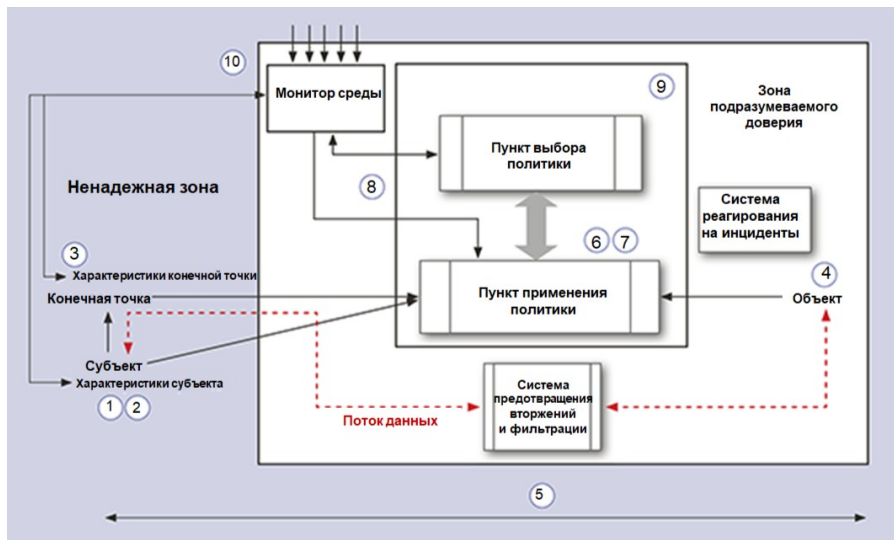 10
Монитор среды
9
Зона
подразумеваемого
доверия
Пункт выбора
политики
Ненадежная зона
8
Система
реагирования
на инциденты
6 7
3
Характеристики конечной точки
4
Конечная точка
Пункт применения
политики
Объект
Субъект
Характеристики субъекта
1 2
Поток данных
Система
предотвращения
вторжений
и фильтрации
5